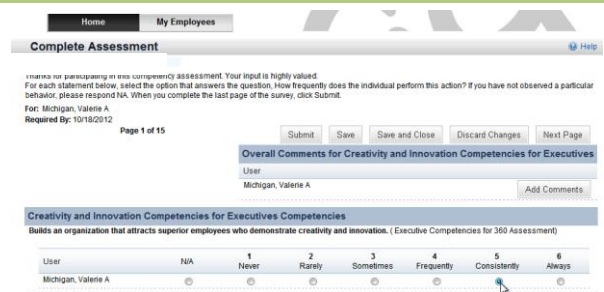 Home My Employees
Complete Assessment Help
Thanks for participating in this competency assessment. Your input is highly valued.
For each statement below, select the option that answers the question, How frequently does the individual perform this action? If you have not observed a particular
behavior, please respond NA. When you complete the last page of the survey, click Submit.
For: Michigan, Valerie A
Required By: 10/18/2012
Page 1 of 15 Submit Save Save and Close Discard Changes Next Page
Overall Comments for Creativity and Innovation Competencies for Executives
User
Michigan, Valerie A Add Comments
Creativity and Innovation Competencies for Executives Competencies
Builds an organization that attracts superior employees who demonstrate creativity and innovation. ( Executive Competencies for 360 Assessment)
User N/A 1 Never 2 Rarely 3 Sometimes 4 Frequently 5 Consistently 6 Always
Michigan, Valerie A